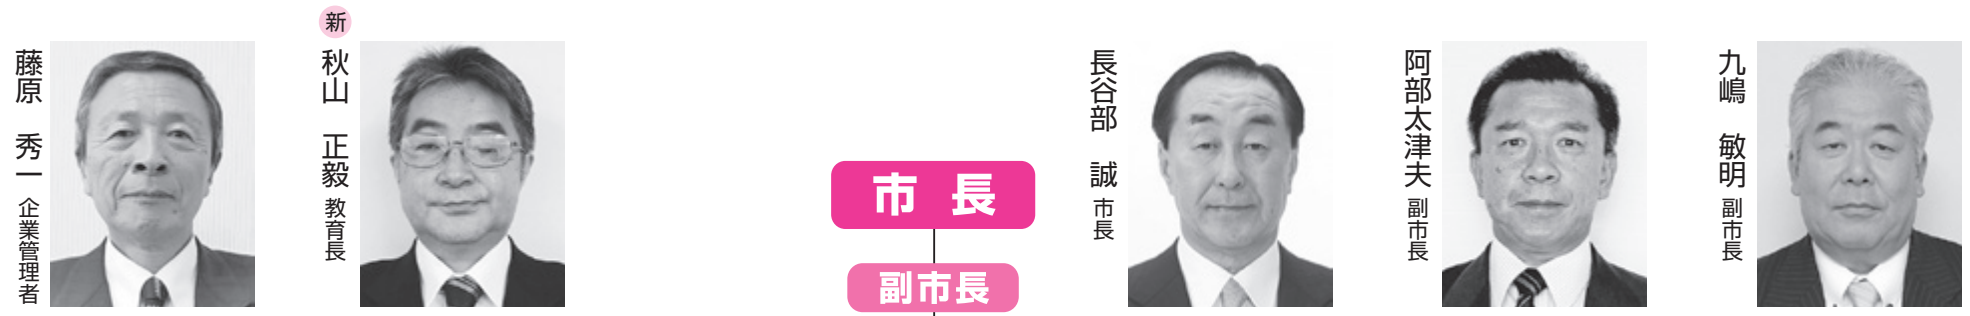 新
藤原 秀一 企業管理者
秋山 正毅 教育長
市 長
副市長
長谷部 誠 市長
阿部太津夫 副市長
九嶋 敏明 副市長